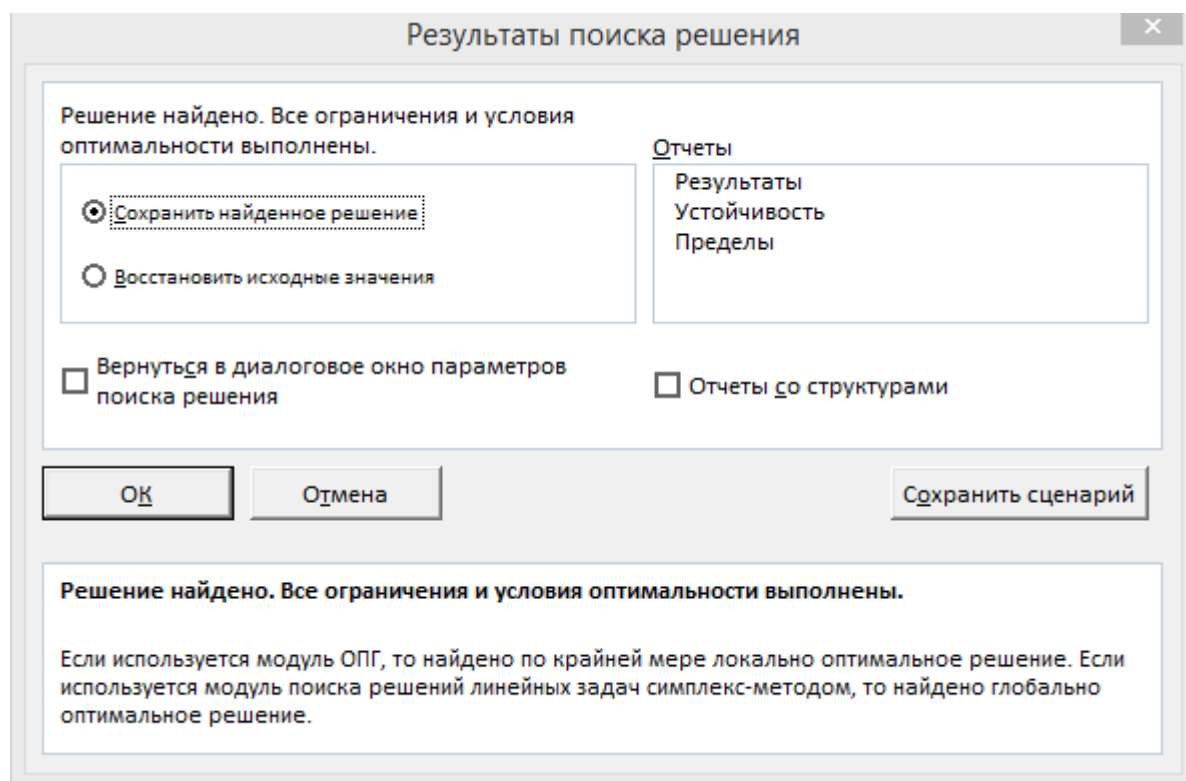 Результаты поиска решения
Решение найдено. Все ограничения и условия
оптимальности выполнены.
Отчеты
Сохранить найденное решение
Восстановить исходные значения
Результаты
Устойчивость
Пределы
Вернуться в диалоговое окно параметров
поиска решения
Отчеты со структурами
ОК
Отмена
Сохранить сценарий
Решение найдено. Все ограничения и условия оптимальности выполнены.
Если используется модуль ОПГ, то найдено по крайней мере локально оптимальное решение. Если
используется модуль поиска решений линейных задач симплекс-методом, то найдено глобально
оптимальное решение.